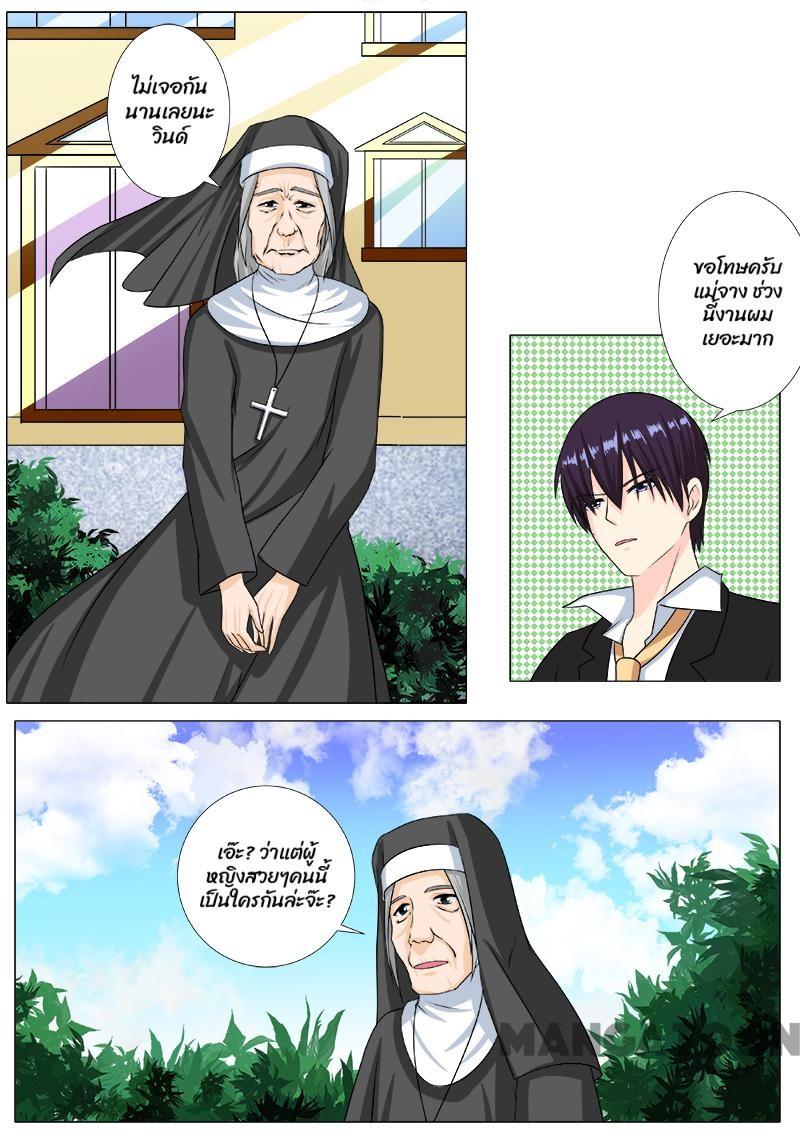 ไม่เจอกัน
นานเลยนะ
วินด์
ขอโทษครับ
แม่จาง ช่วง
นี้งานผม
เยอะมาก
เอ๊ะ? ว่าแต่ผู้
หญิงสวยๆคนนี้
เป็นใครกันล่ะจ๊ะ?
MANGATOON